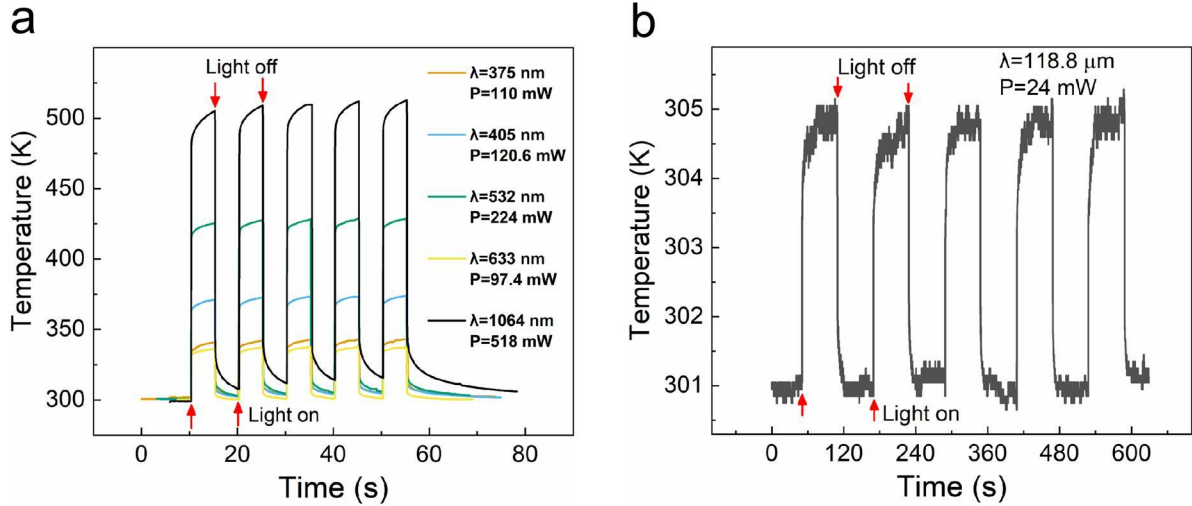 a
Temperature (K)
500
450
400
350
300
0
20
40
60
80
Time (s)
Light off
Light on
λ=375 nm
P=110 mW
λ=405 nm
P=120.6 mW
λ=532 nm
P=224 mW
λ=633 nm
P=97.4 mW
λ=1064 nm
P=518 mW
b
Temperature (K)
305
304
303
302
301
0
120
240
360
480
600
Time (s)
Light off
Light on
λ=118.8 μm
P=24 mW